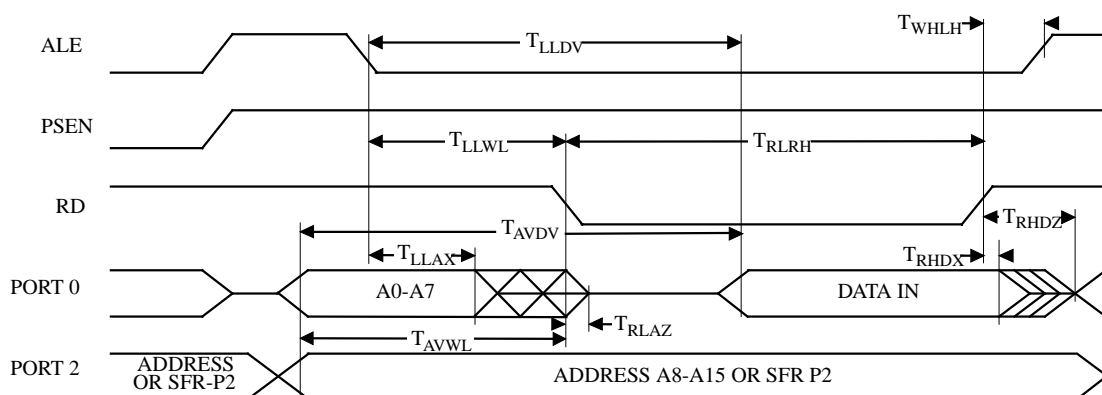 ALE
T_WHLH
T_LLDV
PSEN
T_LLWL
T_RLRH
RD
T_AVDV
T_RHDZ
T_LLAX
T_RHDX
PORT 0
A0-A7
DATA IN
T_RLAZ
T_AVWL
PORT 2
ADDRESS
OR SFR-P2
ADDRESS A8-A15 OR SFR P2